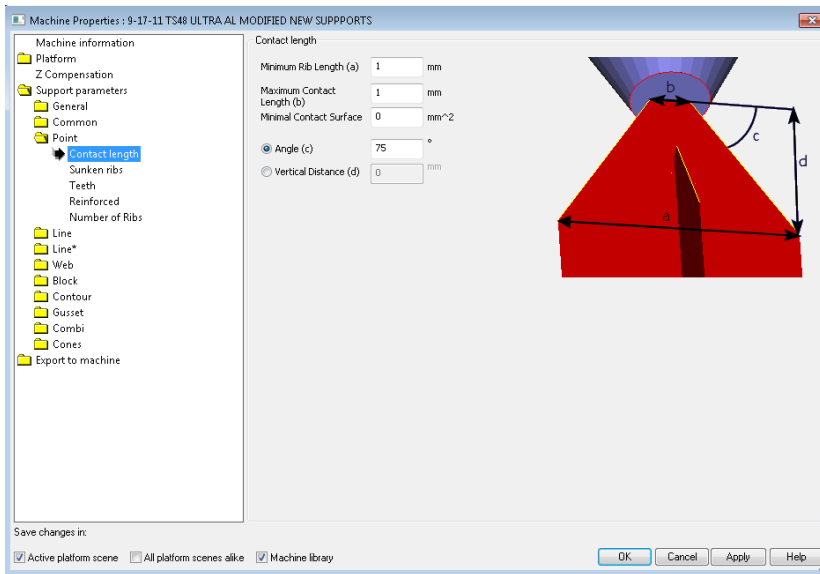 Machine Properties : 9-17-11 TS48 ULTRA AL MODIFIED NEW SUPPPORTS
Machine information
Platform
Z Compensation
Support parameters
General
Common
Point
Contact length
Sunken ribs
Teeth
Reinforced
Number of Ribs
Line
Line*
Web
Block
Contour
Gusset
Combi
Cones
Export to machine
Contact length
Minimum Rib Length (a) 1 mm
Maximum Contact
Length (b) 1 mm
Minimal Contact Surface 0 mm^2
Angle (c) 75 °
Vertical Distance (d) 0 mm
b
c
d
a
Save changes in:
Active platform scene All platform scenes alike Machine library
OK Cancel Apply Help